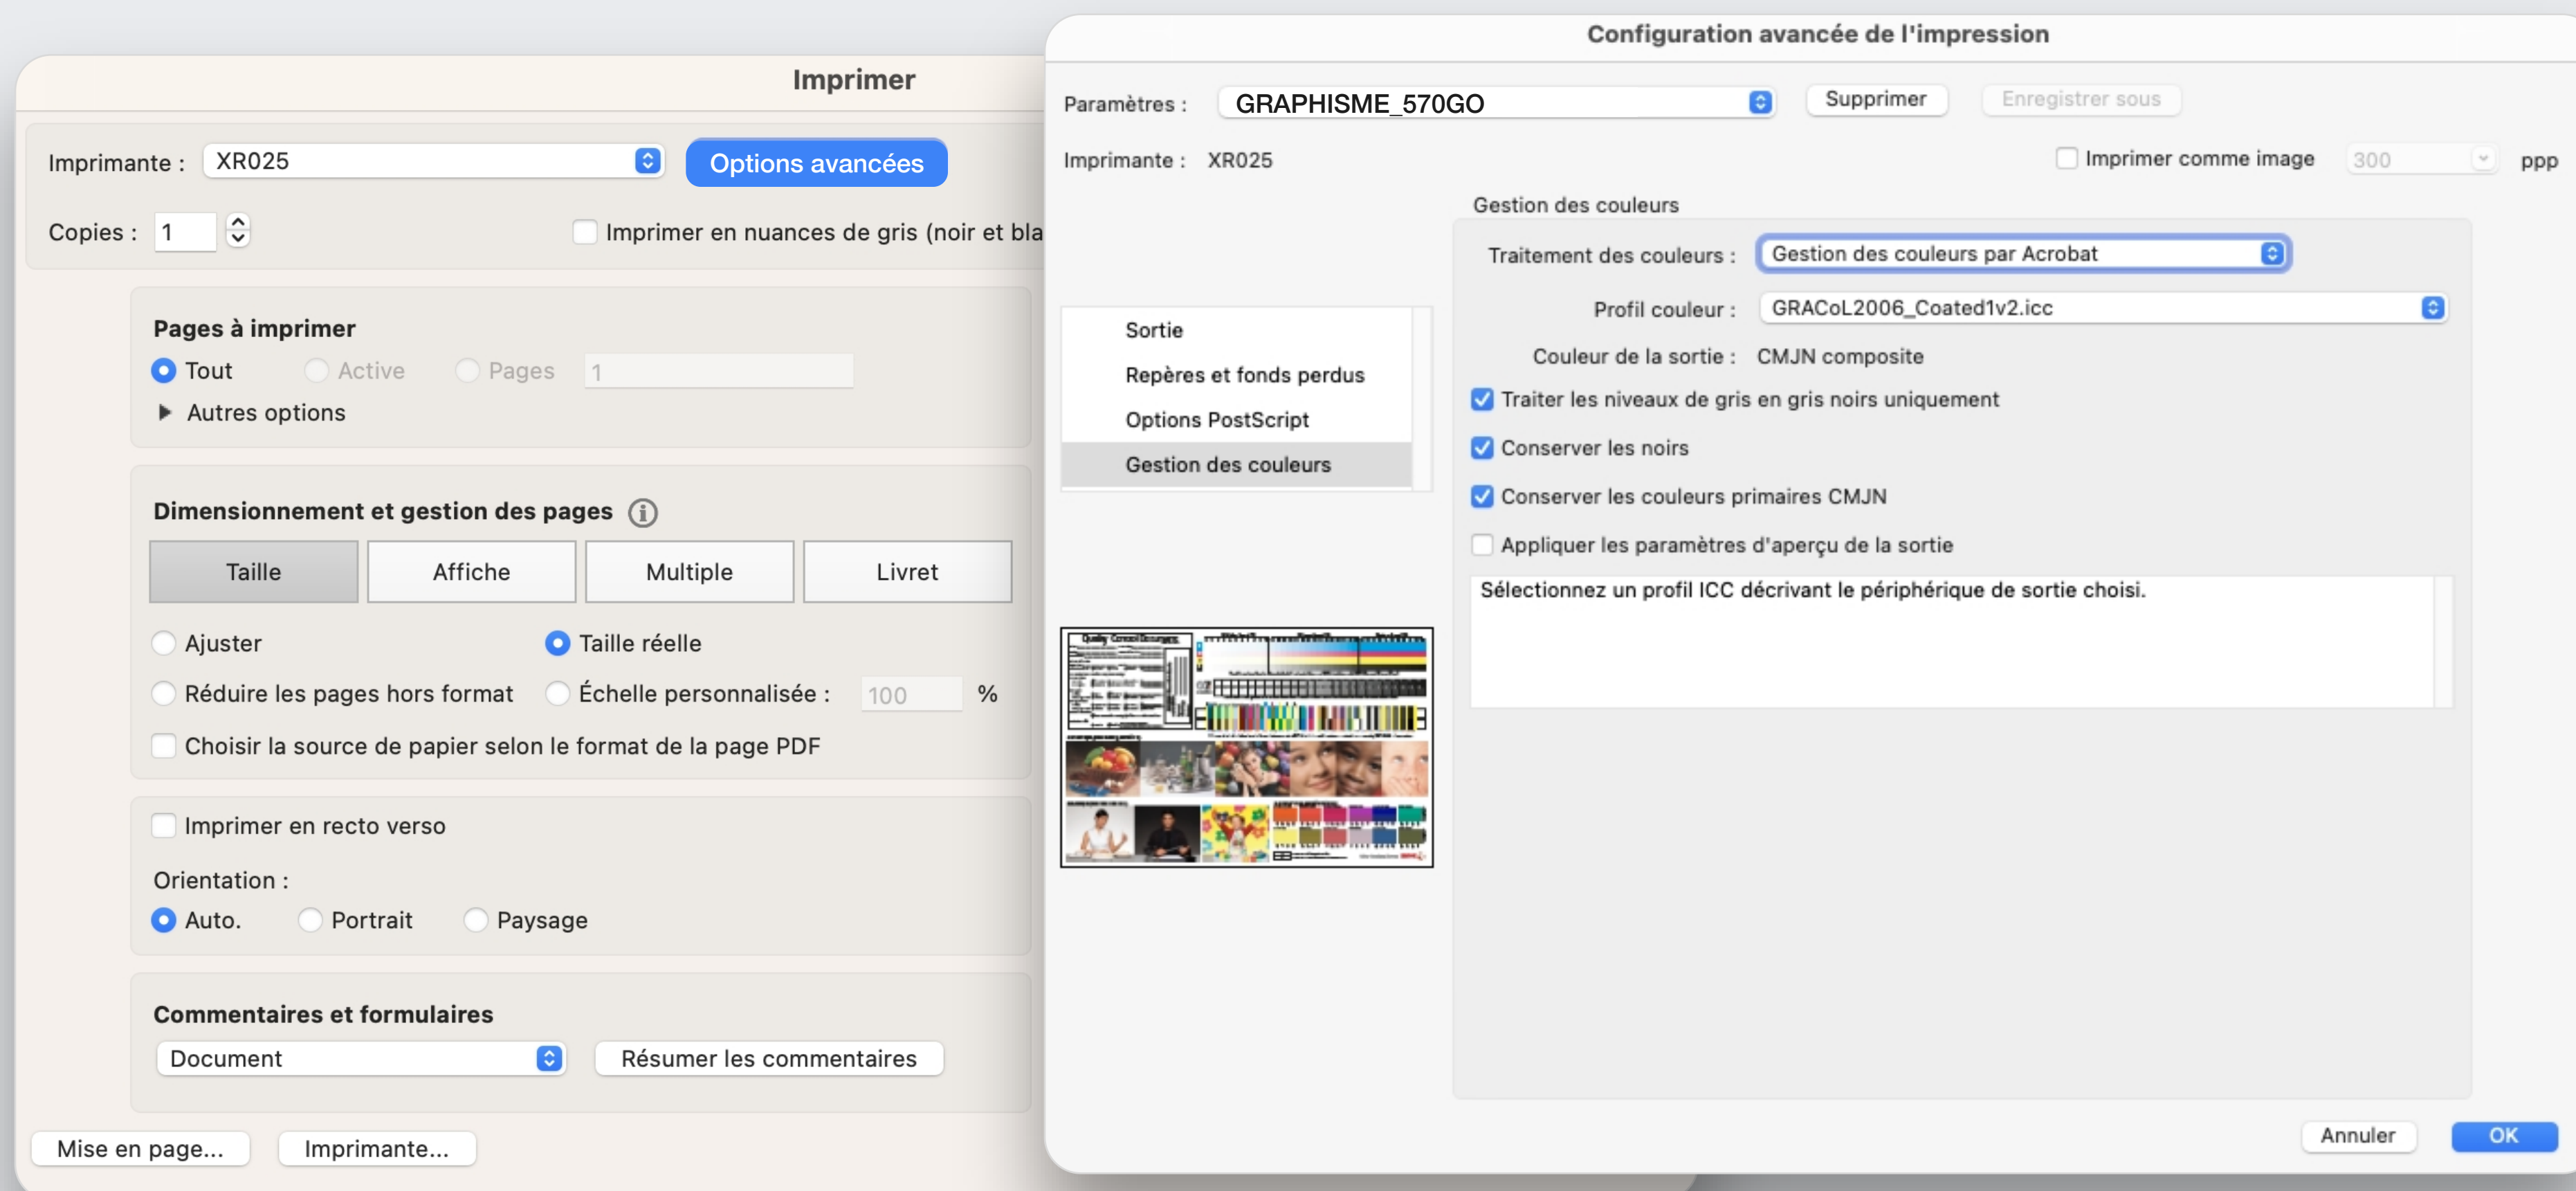 Imprimer
Imprimante :
XR025
Options avancées
Copies :
1
Imprimer en nuances de gris (noir et bla
Pages à imprimer
Tout
Active
Pages
1
Autres options
Dimensionnement et gestion des pages
Taille
Affiche
Multiple
Livret
Ajuster
Taille réelle
Réduire les pages hors format
Échelle personnalisée :
100
%
Choisir la source de papier selon le format de la page PDF
Imprimer en recto verso
Orientation :
Auto.
Portrait
Paysage
Commentaires et formulaires
Document
Résumer les commentaires
Mise en page...
Imprimante...
Configuration avancée de l'impression
Paramètres :
GRAPHISME_570GO
Supprimer
Enregistrer sous
Imprimante :
XR025
Imprimer comme image
300
ppp
Sortie
Repères et fonds perdus
Options PostScript
Gestion des couleurs
Gestion des couleurs
Traitement des couleurs :
Gestion des couleurs par Acrobat
Profil couleur :
GRACoL2006_Coated1v2.icc
Couleur de la sortie :
CMJN composite
Traiter les niveaux de gris en gris noirs uniquement
Conserver les noirs
Conserver les couleurs primaires CMJN
Appliquer les paramètres d'aperçu de la sortie
Sélectionnez un profil ICC décrivant le périphérique de sortie choisi.
Annuler
OK